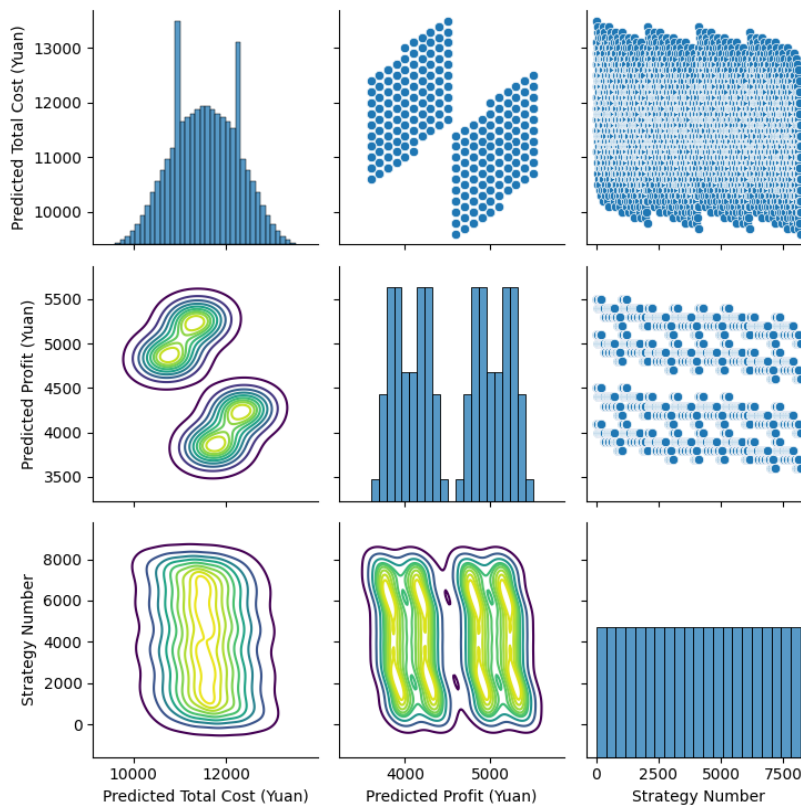 Predicted Total Cost (Yuan)
13000
12000
11000
10000
Predicted Profit (Yuan)
5500
5000
4500
4000
3500
Strategy Number
8000
6000
4000
2000
0
10000 12000
Predicted Total Cost (Yuan)
4000 5000
Predicted Profit (Yuan)
0 2500 5000 7500
Strategy Number